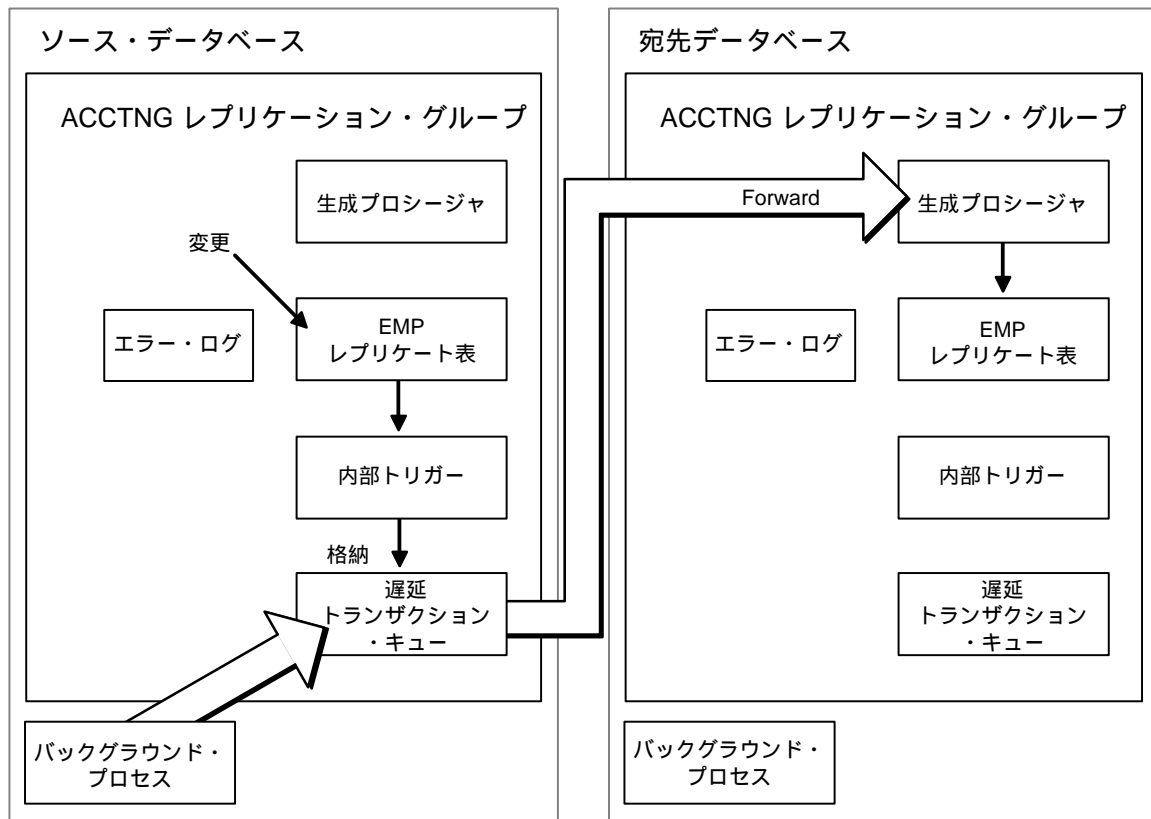 ソース・データベース
ACCTNG レプリケーション・グループ
生成プロシージャ
変更
エラー・ログ
EMP
レプリケート表
内部トリガー
格納
遅延
トランザクション
・キュー
バックグラウンド・
プロセス
Forward
宛先データベース
ACCTNG レプリケーション・グループ
生成プロシージャ
エラー・ログ
EMP
レプリケート表
内部トリガー
遅延
トランザクション
・キュー
バックグラウンド・
プロセス